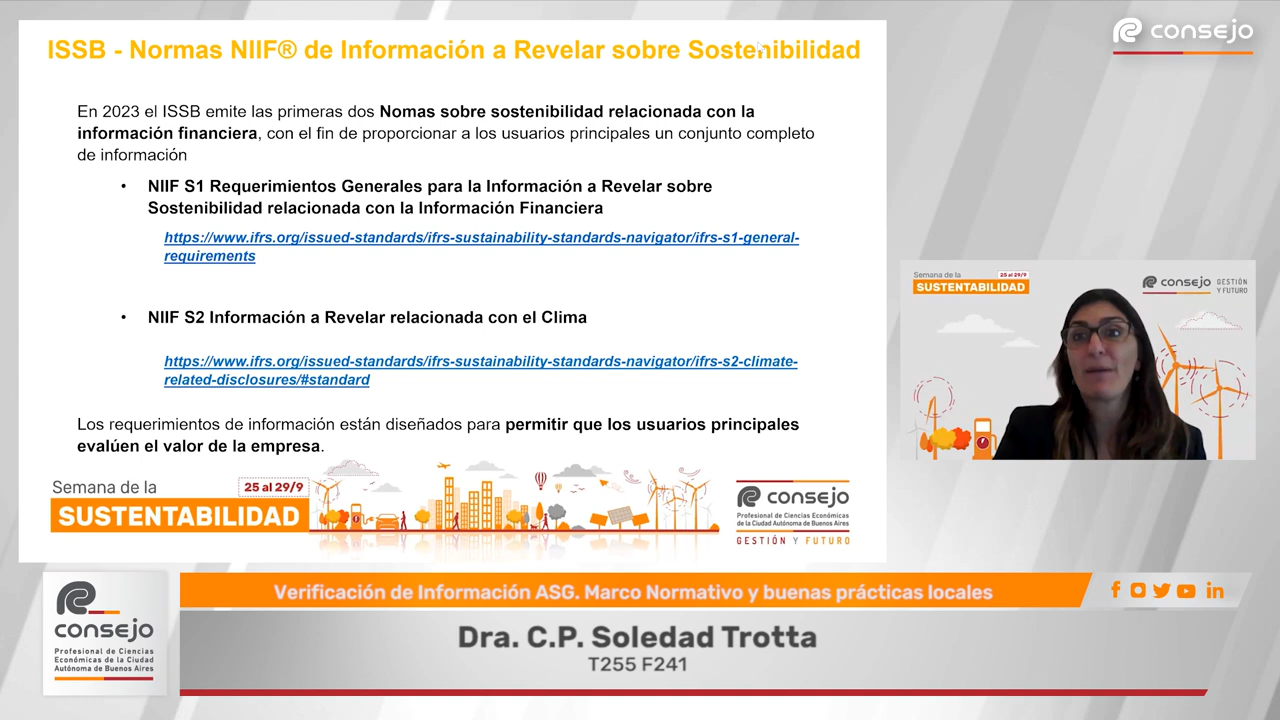 ISSB - Normas NIIF® de Información a Revelar sobre Sostenibilidad
En 2023 el ISSB emite las primeras dos Nomas sobre sostenibilidad relacionada con la
información financiera, con el fin de proporcionar a los usuarios principales un conjunto completo
de información
• NIIF S1 Requerimientos Generales para la Información a Revelar sobre
Sostenibilidad relacionada con la Información Financiera
https://www.ifrs.org/issued-standards/ifrs-sustainability-standards-navigator/ifrs-s1-general-
requirements
• NIIF S2 Información a Revelar relacionada con el Clima
https://www.ifrs.org/issued-standards/ifrs-sustainability-standards-navigator/ifrs-s2-climate-
related-disclosures/#standard
Los requerimientos de información están diseñados para permitir que los usuarios principales
evalúen el valor de la empresa.
Semana de la
25 al 29/9
SUSTENTABILIDAD
consejo
Profesional de Ciencias Económicas
de la Ciudad Autónoma de Buenos Aires
GESTIÓN Y FUTURO
consejo
Semana de la
25 al 29/9
SUSTENTABILIDAD
consejo
GESTIÓN
Y FUTURO
consejo
Profesional de Ciencias
Económicas de la Ciudad
Autónoma de Buenos Aires
Verificación de Información ASG. Marco Normativo y buenas prácticas locales
Dra. C.P. Soledad Trotta
T255 F241